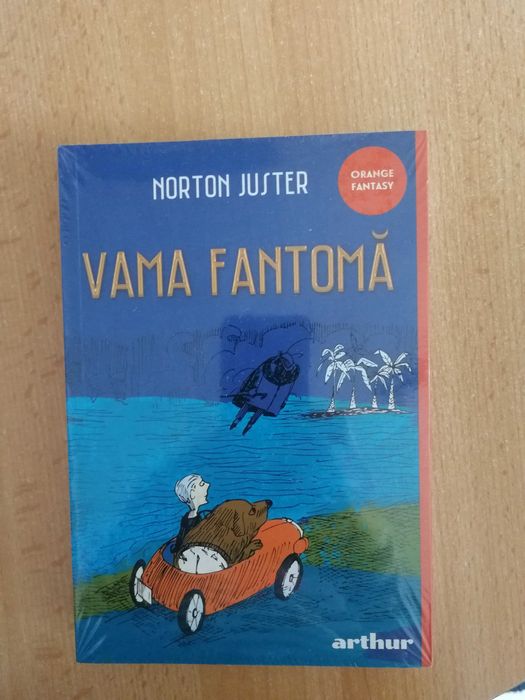 NORTON JUSTER
ORANGE
FANTASY
VAMA FANTOMĂ
arthur